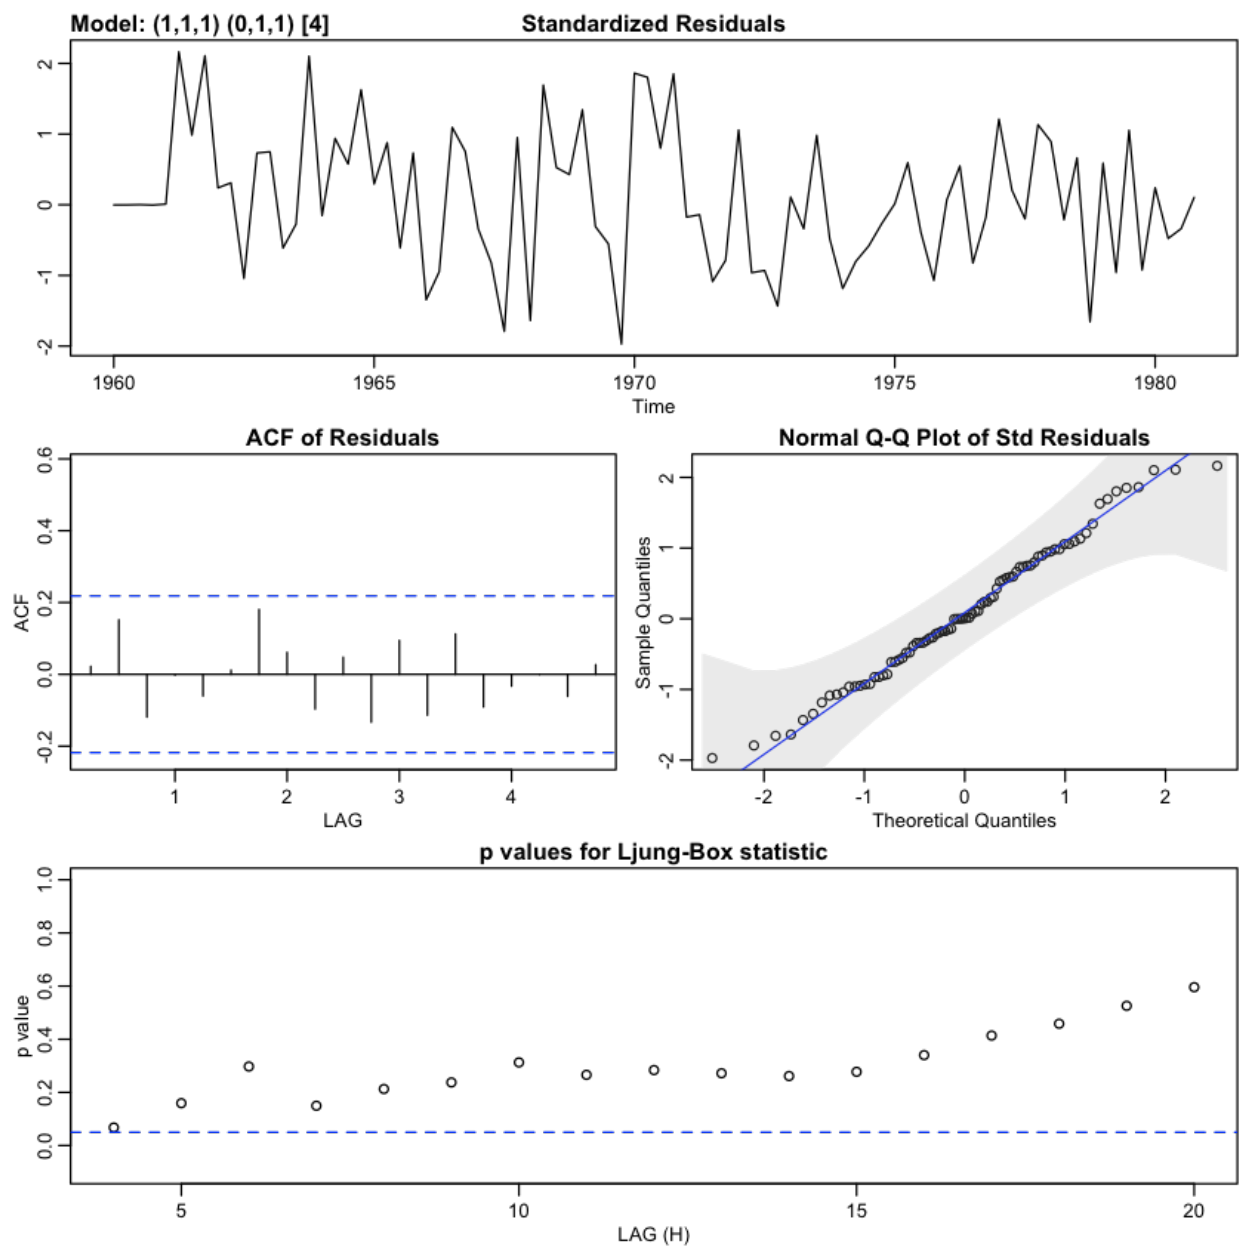 Model: (1,1,1) (0,1,1) [4]
Standardized Residuals
2
1
0
-1
-2
1960 1965 1970 1975 1980
Time
ACF of Residuals
ACF
0.6
0.4
0.2
0.0
-0.2
1 2 3 4
LAG
Normal Q-Q Plot of Std Residuals
Sample Quantiles
2
1
0
-1
-2
-2 -1 0 1 2
Theoretical Quantiles
p values for Ljung-Box statistic
p value
1.0
0.8
0.6
0.4
0.2
0.0
5 10 15 20
LAG (H)